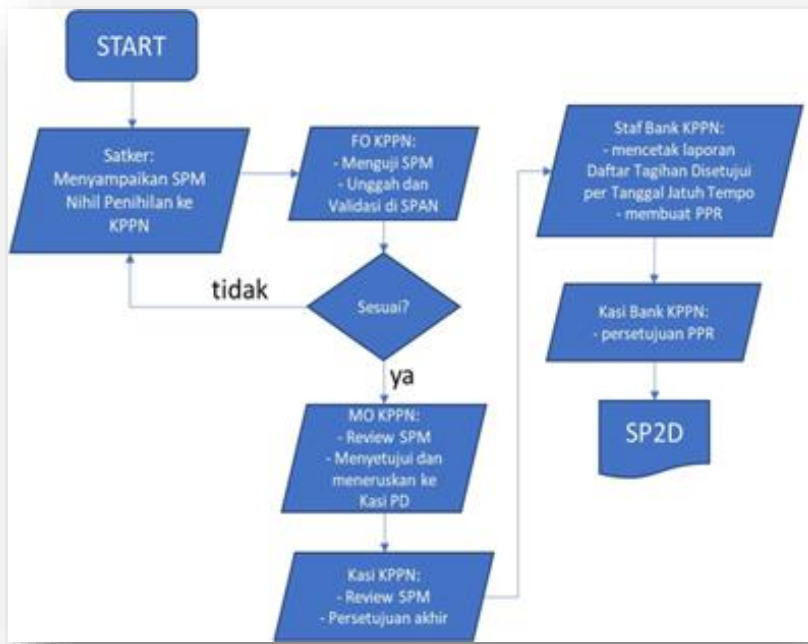 START
Satker:
Menyampaikan SPM
Nihil Penihilan ke
KPPN
FO KPPN:
- Menguji SPM
- Unggah dan
Validasi di SPAN
Sesuai?
tidak
ya
MO KPPN:
- Review SPM
- Menyetujui dan
meneruskan ke
Kasi PD
Kasi KPPN:
- Review SPM
- Persetujuan akhir
Staf Bank KPPN:
- mencetak laporan
Daftar Tagihan Disetujui
per Tanggal Jatuh Tempo
- membuat PPR
Kasi Bank KPPN:
- persetujuan PPR
SP2D